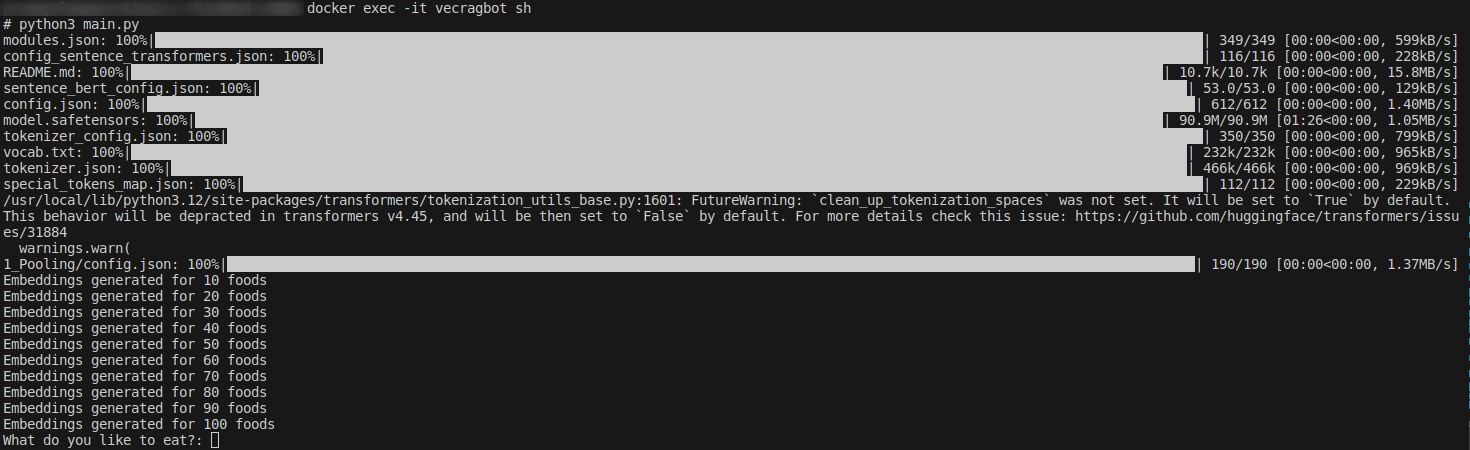 docker exec -it vecragbot sh
# python3 main.py
modules.json: 100%| | 349/349 [00:00<00:00, 599kB/s]
config_sentence_transformers.json: 100%| | 116/116 [00:00<00:00, 228kB/s]
README.md: 100%| | 10.7k/10.7k [00:00<00:00, 15.8MB/s]
sentence_bert_config.json: 100%| | 53.0/53.0 [00:00<00:00, 129kB/s]
config.json: 100%| | 612/612 [00:00<00:00, 1.40MB/s]
model.safetensors: 100%| | 90.9M/90.9M [01:26<00:00, 1.05MB/s]
tokenizer_config.json: 100%| | 350/350 [00:00<00:00, 799kB/s]
vocab.txt: 100%| | 232k/232k [00:00<00:00, 965kB/s]
tokenizer.json: 100%| | 466k/466k [00:00<00:00, 969kB/s]
special_tokens_map.json: 100%| | 112/112 [00:00<00:00, 229kB/s]
/usr/local/lib/python3.12/site-packages/transformers/tokenization_utils_base.py:1601: FutureWarning: `clean_up_tokenization_spaces` was not set. It will be set to `True` by default.
This behavior will be depracted in transformers v4.45, and will be then set to `False` by default. For more details check this issue: https://github.com/huggingface/transformers/issu
es/31884
warnings.warn(
1_Pooling/config.json: 100%| | 190/190 [00:00<00:00, 1.37MB/s]
Embeddings generated for 10 foods
Embeddings generated for 20 foods
Embeddings generated for 30 foods
Embeddings generated for 40 foods
Embeddings generated for 50 foods
Embeddings generated for 60 foods
Embeddings generated for 70 foods
Embeddings generated for 80 foods
Embeddings generated for 90 foods
Embeddings generated for 100 foods
What do you like to eat?: